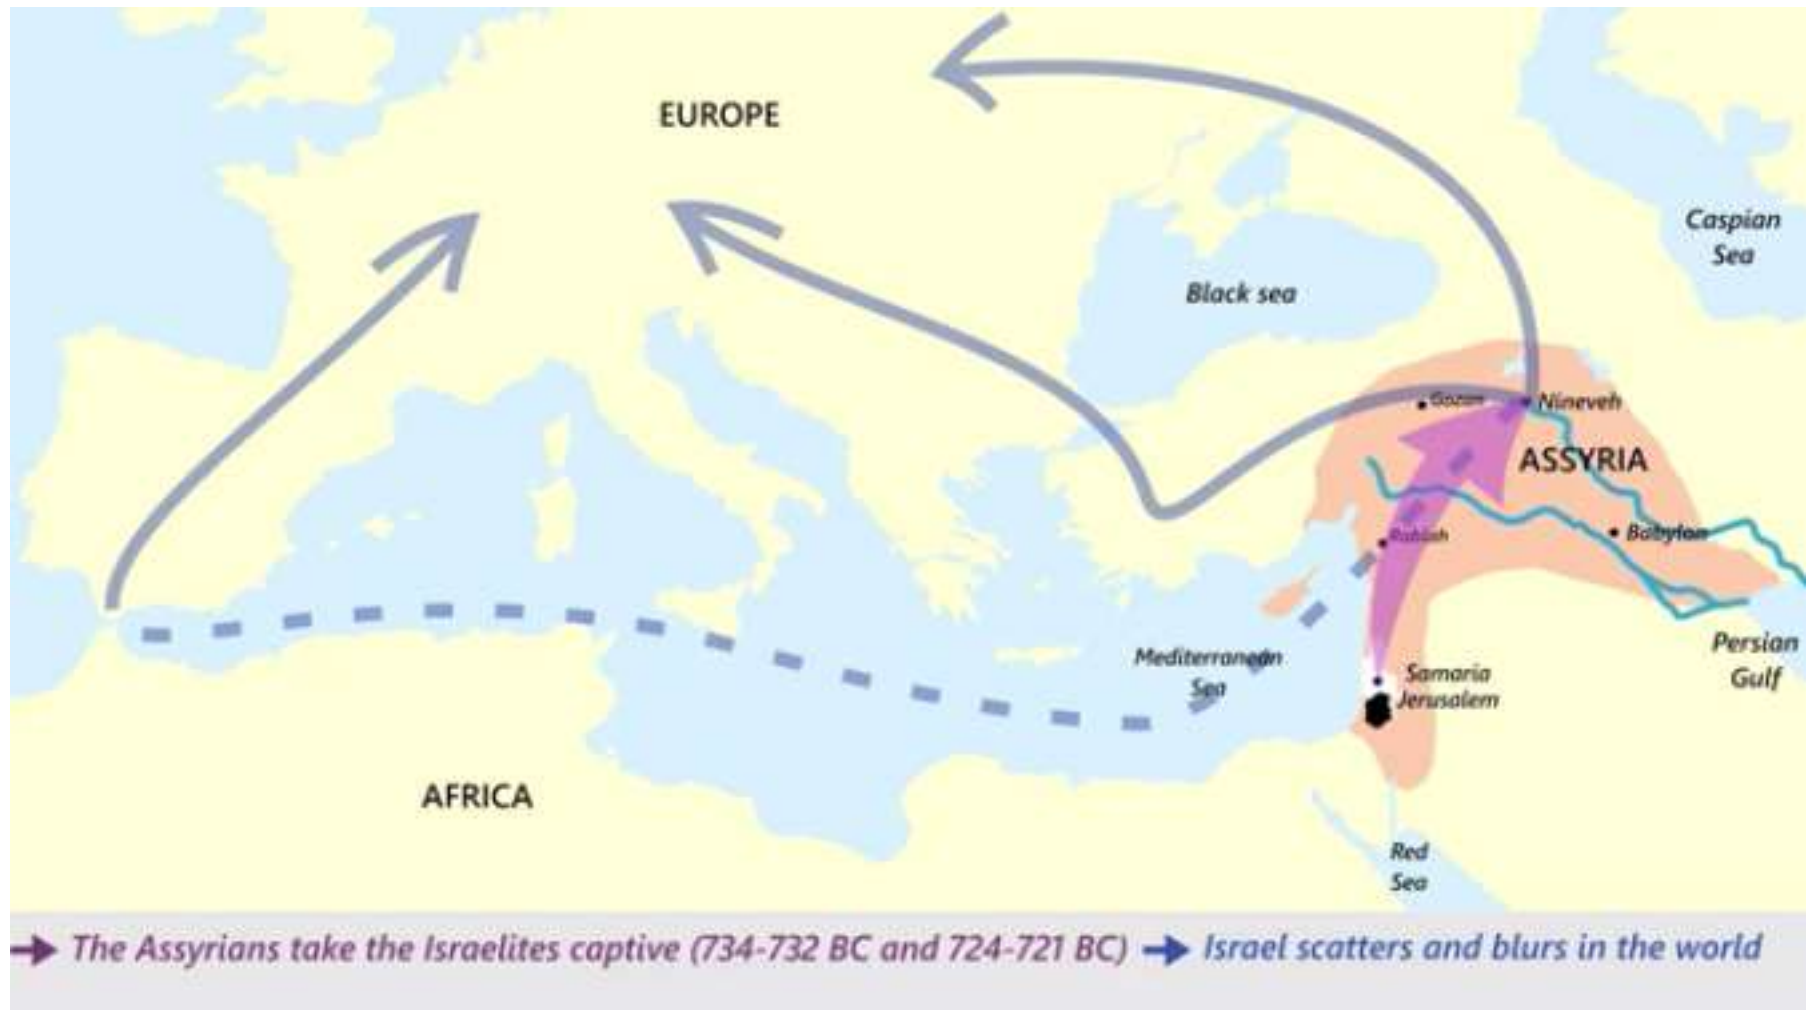 EUROPE
Caspian
Sea
Black sea
Gozan
Nineveh
ASSYRIA
Babylon
Mediterranean
Sea
Samaria
Jerusalem
Persian
Gulf
AFRICA
Red
Sea
The Assyrians take the Israelites captive (734-732 BC and 724-721 BC) Israel scatters and blurs in the world